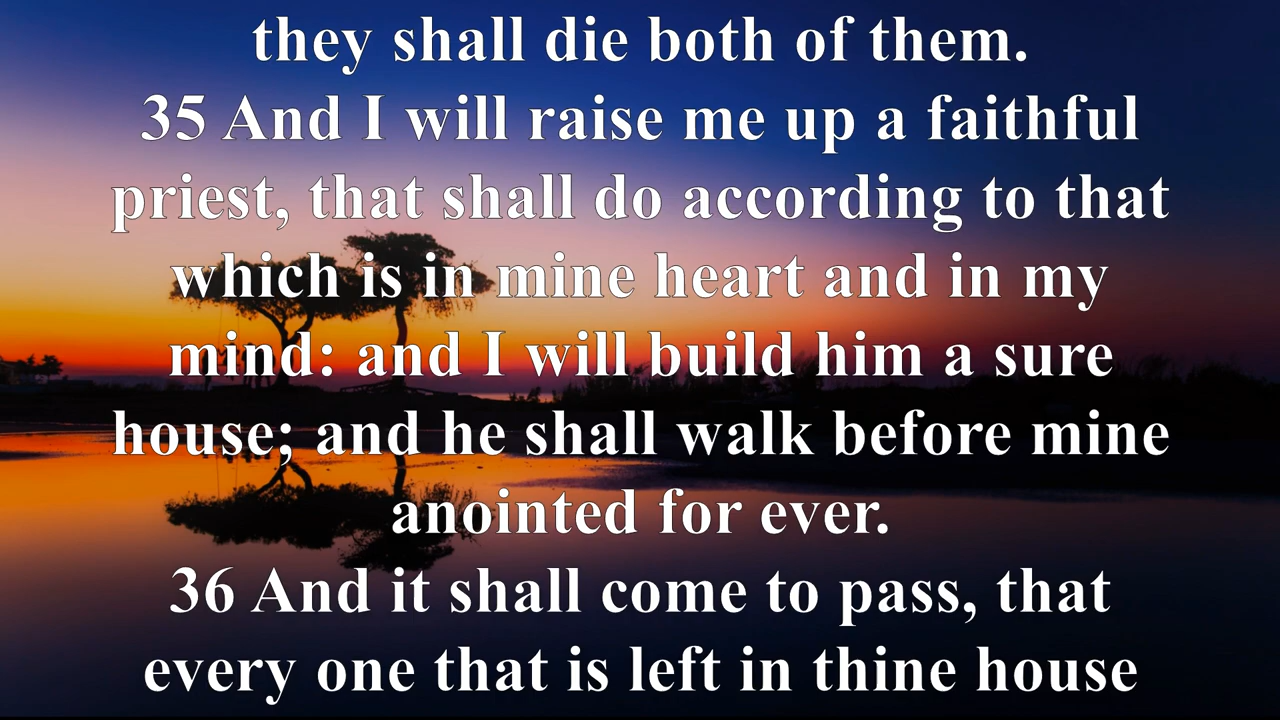 they shall die both of them.
35 And I will raise me up a faithful
priest, that shall do according to that
which is in mine heart and in my
mind: and I will build him a sure
house; and he shall walk before mine
anointed for ever.
36 And it shall come to pass, that
every one that is left in thine house